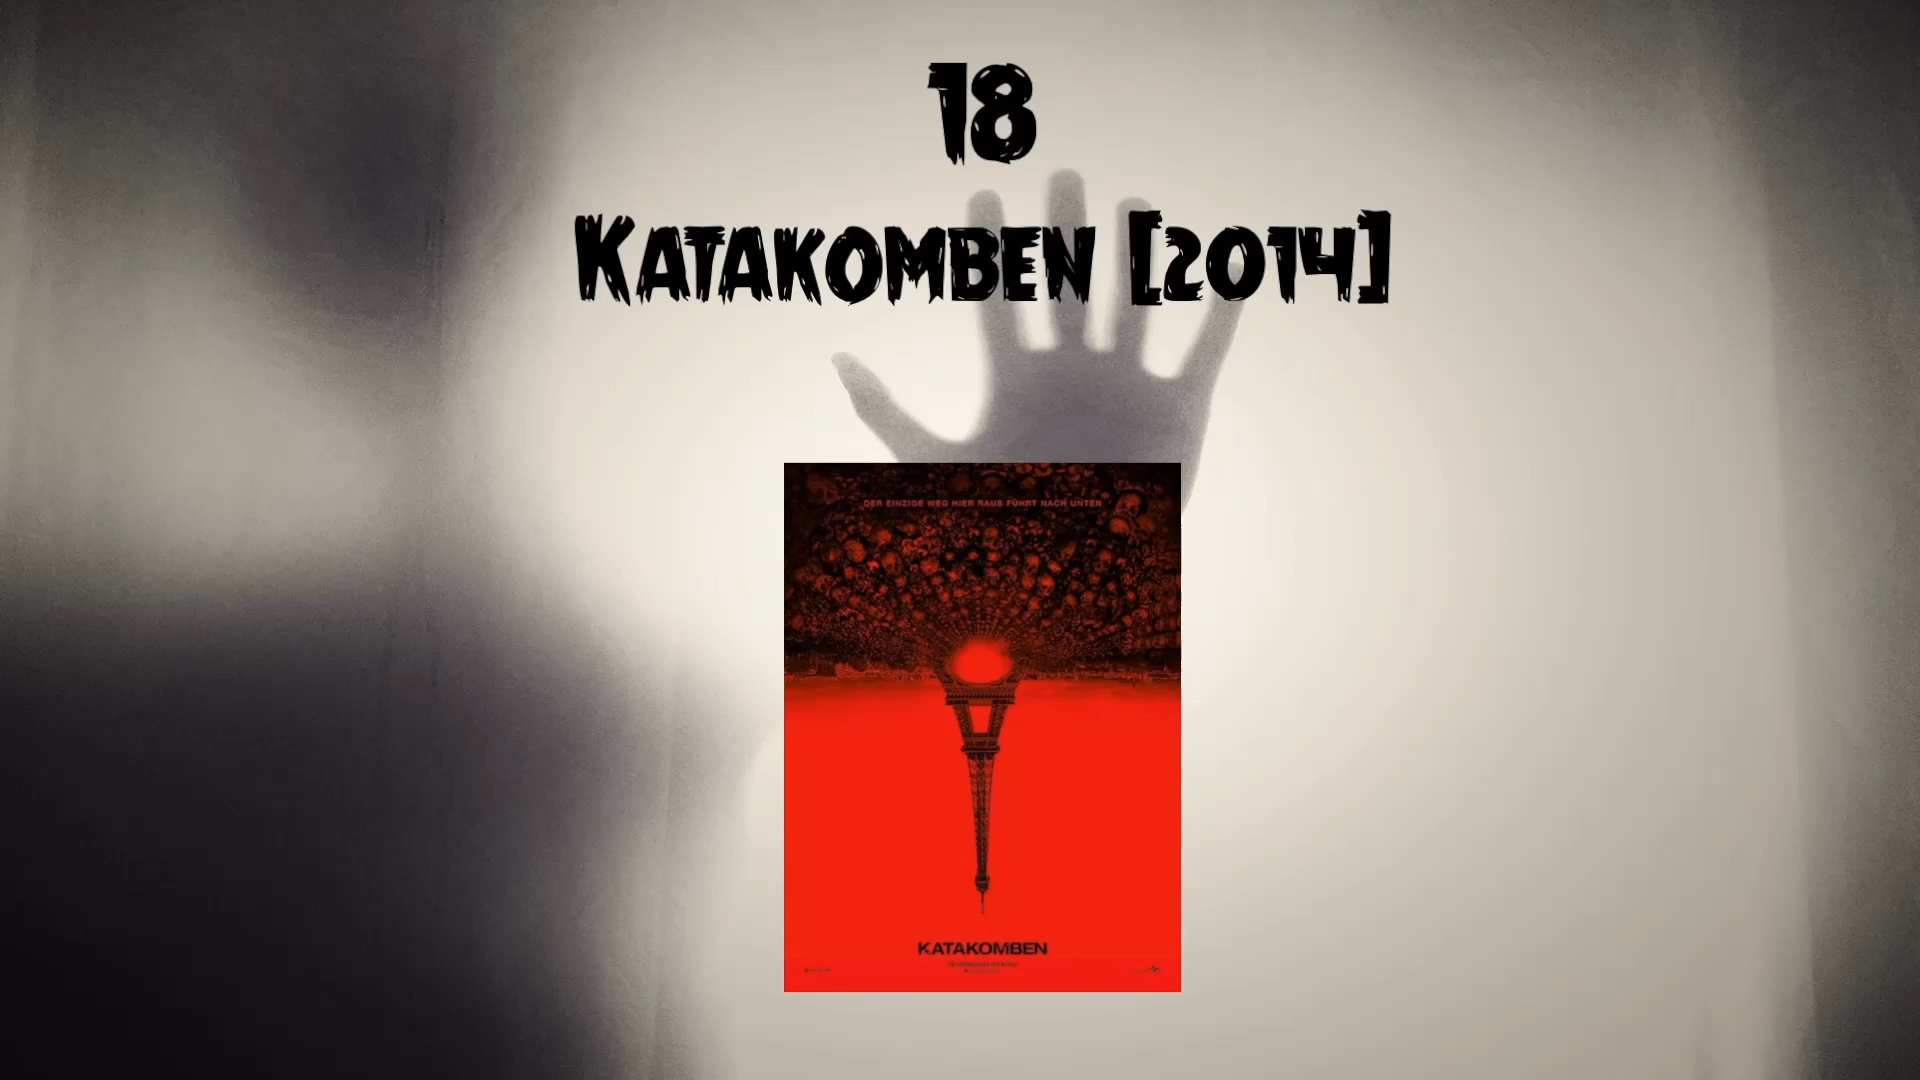 18
Katakomben [2014]
DER EINZIGE WEG HIER RAUS FÜHRT NACH UNTEN
KATAKOMBEN